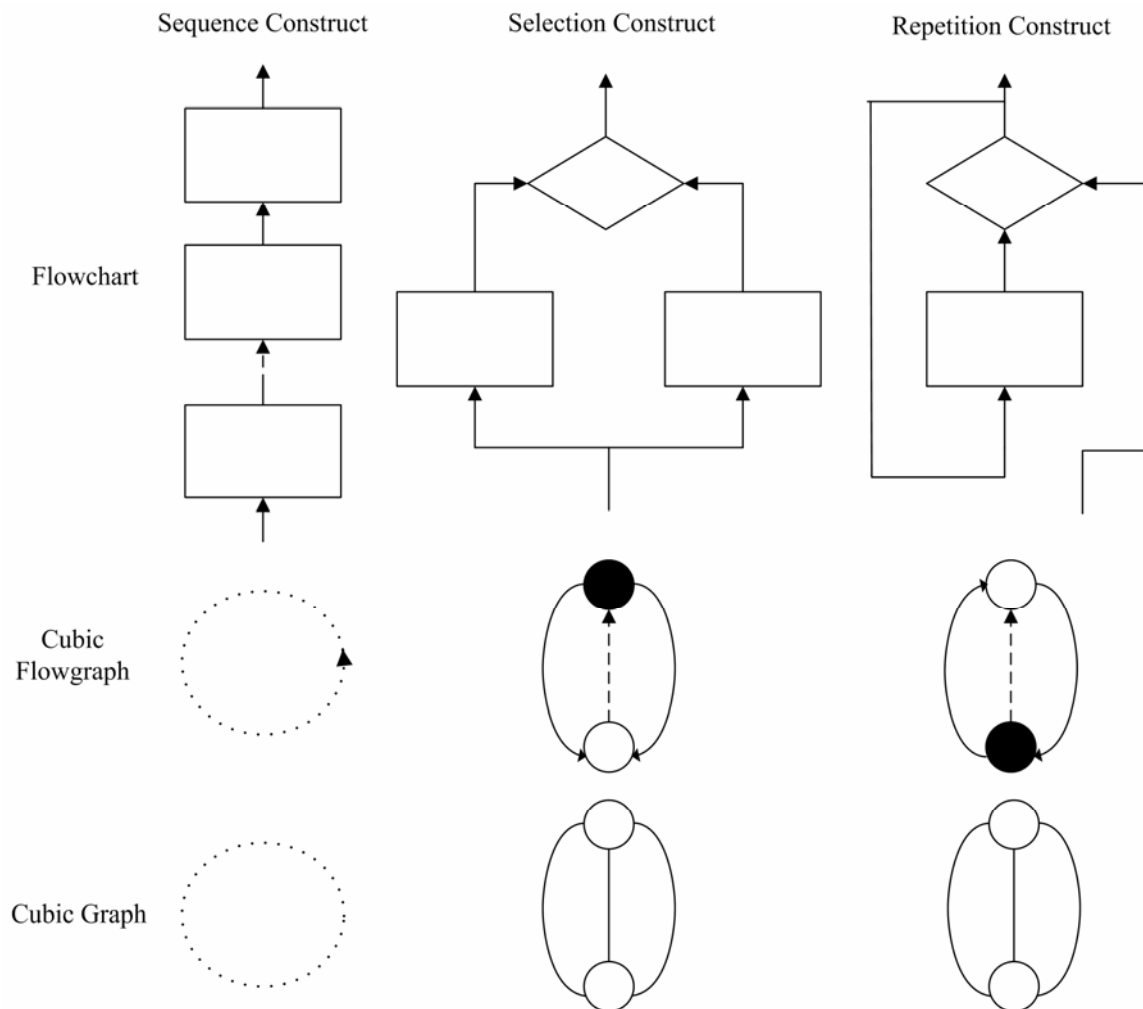 Sequence Construct
Selection Construct
Repetition Construct
Flowchart
Cubic
Flowgraph
Cubic Graph